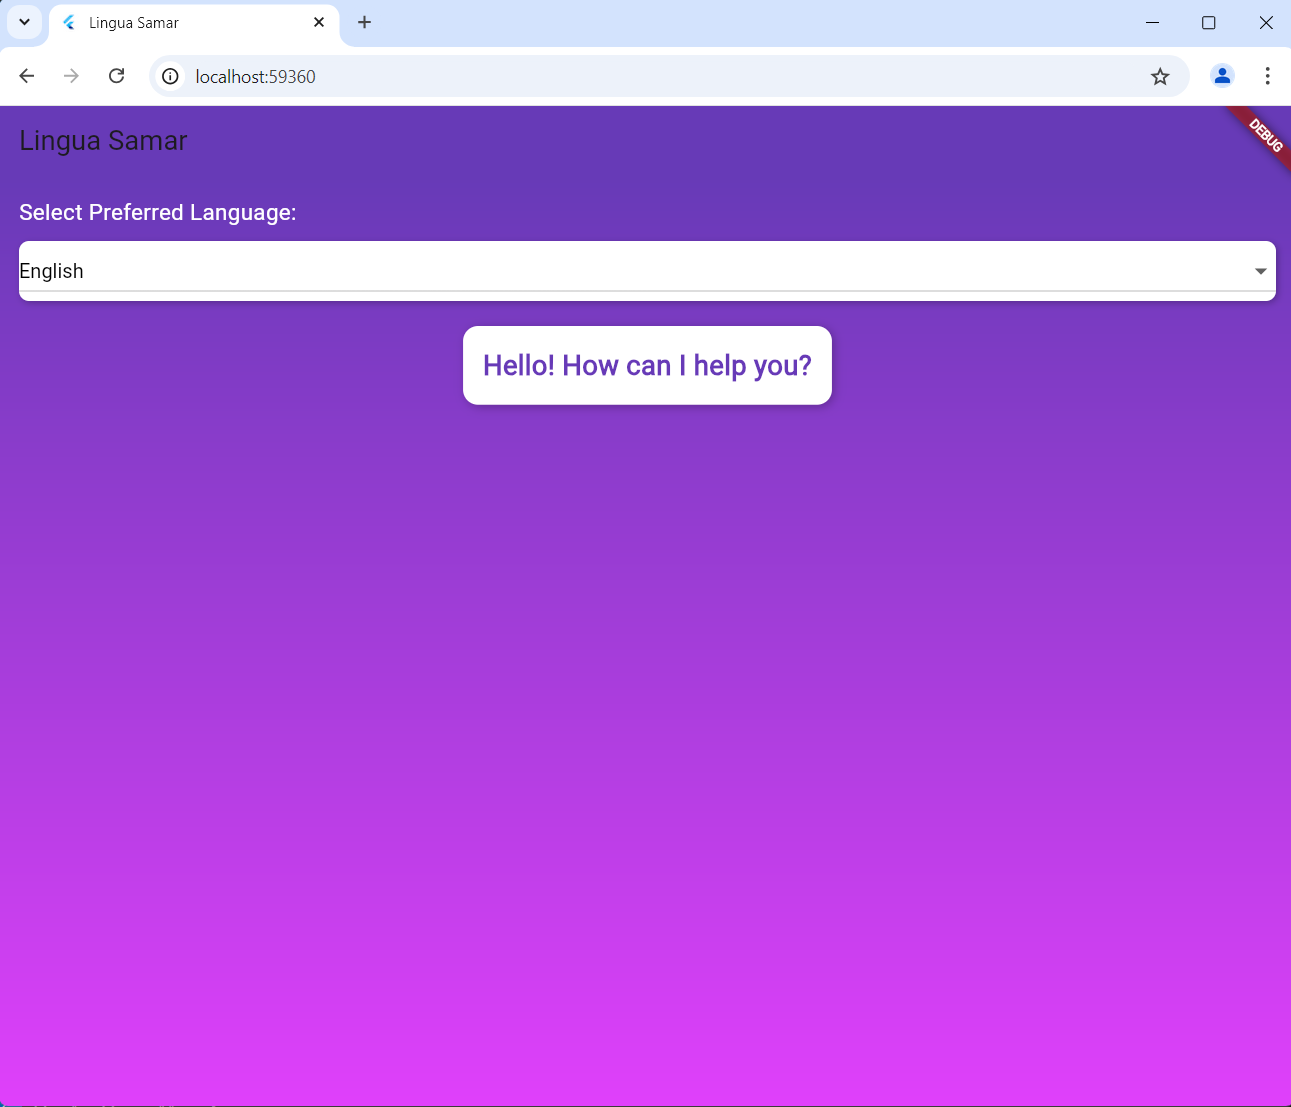 Lingua Samar
localhost:59360
Lingua Samar
DEBUG
Select Preferred Language:
English
Hello! How can I help you?